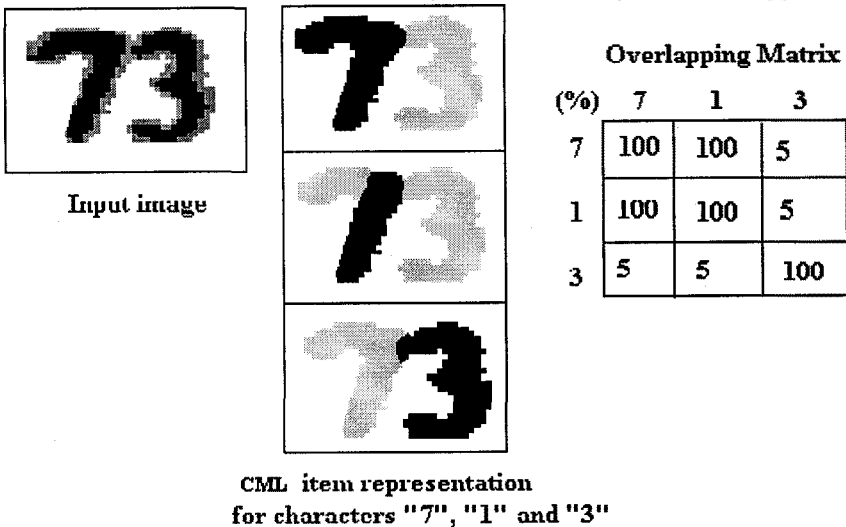 73
Input image
73
73
73
CML item representation
for characters "7", "1" and "3"
Overlapping Matrix
(%) 7 1 3
7 100 100 5
1 100 100 5
3 5 5 100